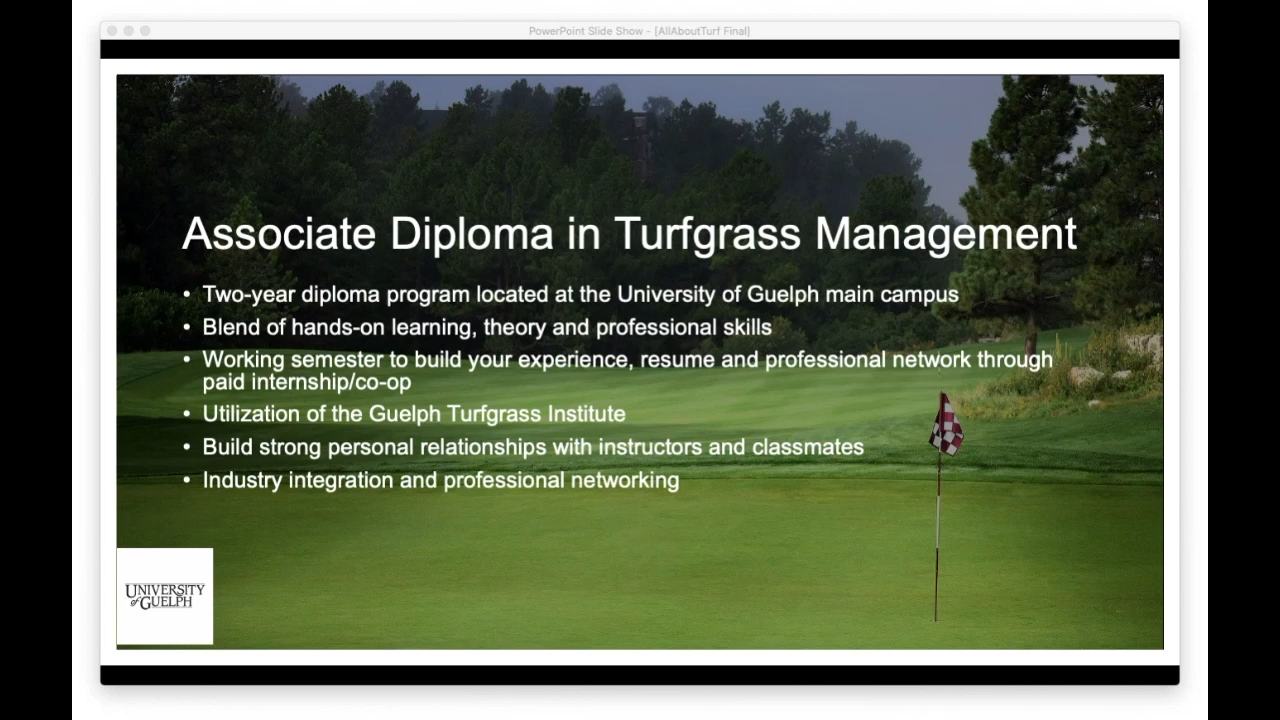 PowerPoint Slide Show - [AllAboutTurf Final]
Associate Diploma in Turfgrass Management
• Two-year diploma program located at the University of Guelph main campus
• Blend of hands-on learning, theory and professional skills
• Working semester to build your experience, resume and professional network through
paid internship/co-op
• Utilization of the Guelph Turfgrass Institute
• Build strong personal relationships with instructors and classmates
• Industry integration and professional networking
UNIVERSITY
of GUELPH